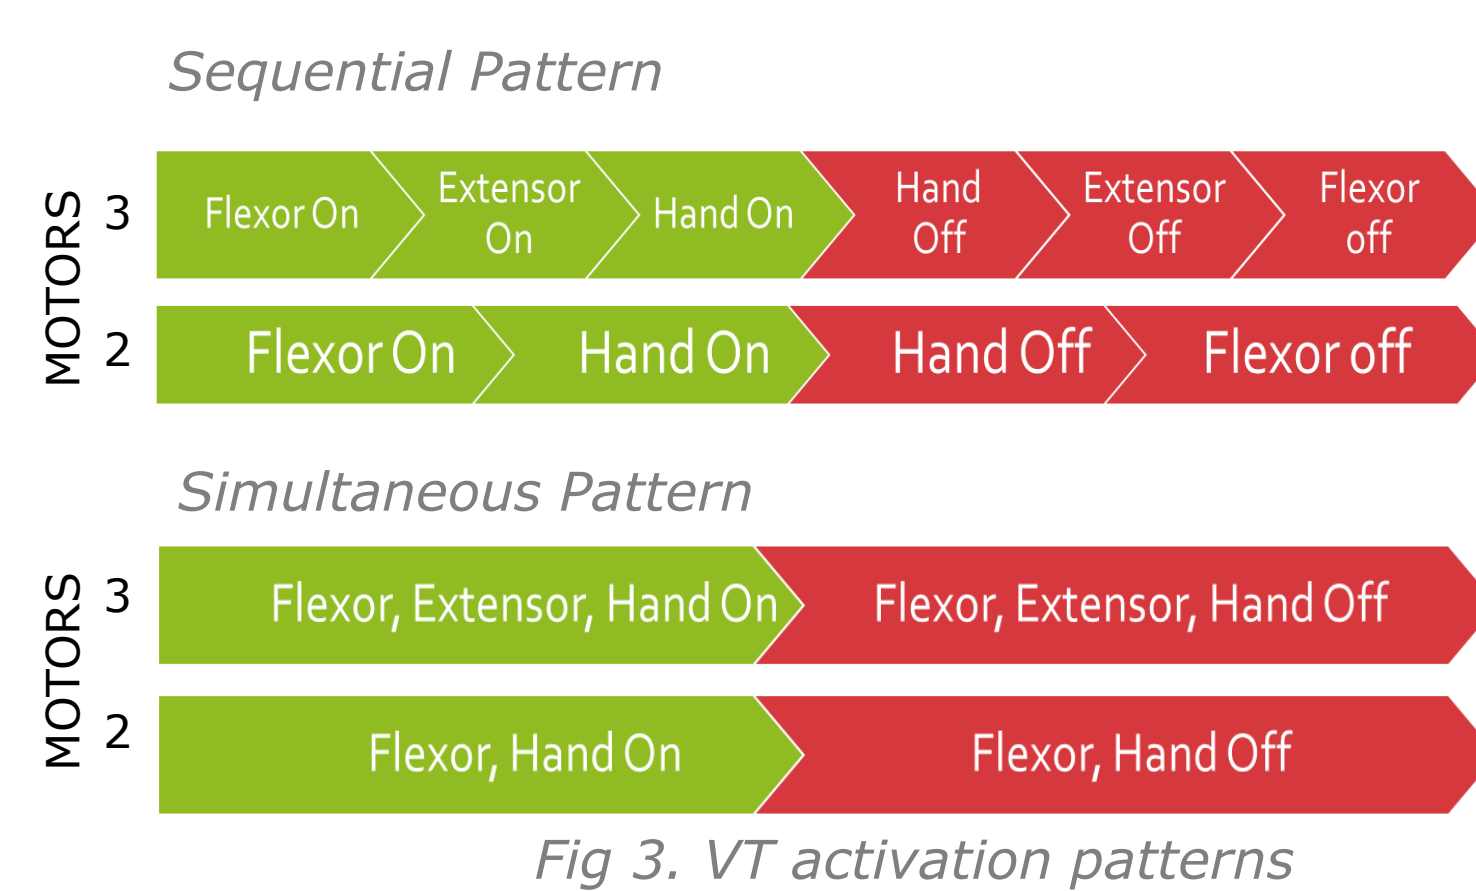 Sequential Pattern
MOTORS
3
Flexor On
Extensor
On
Hand On
Hand
Off
Extensor
Off
Flexor
off
2
Flexor On
Hand On
Hand Off
Flexor off
Simultaneous Pattern
MOTORS
3
Flexor, Extensor, Hand On
Flexor, Extensor, Hand Off
2
Flexor, Hand On
Flexor, Hand Off
Fig 3. VT activation patterns